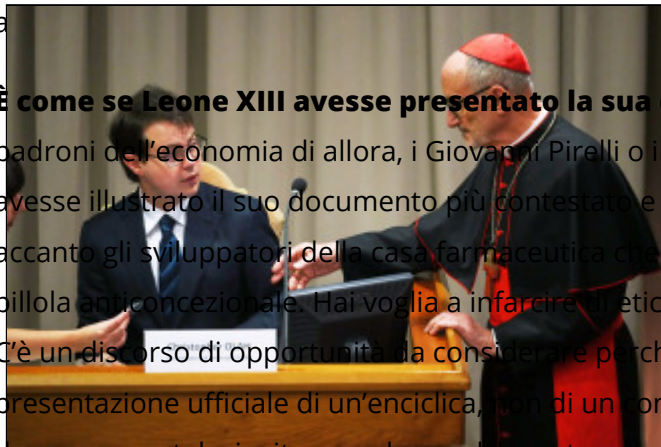 a
È come se Leone XIII avesse presentato la sua
padroni dell’economia di allora, i Giovanni Pirelli o i
avesse illustrato il suo documento più contestato e
accanto gli sviluppatori della casa farmaceutica che
pillola anticoncezionale. Hai voglia a infarcire di etic
C’è un discorso di opportunità da considerare perch
presentazione ufficiale di un’enciclica, non di un con